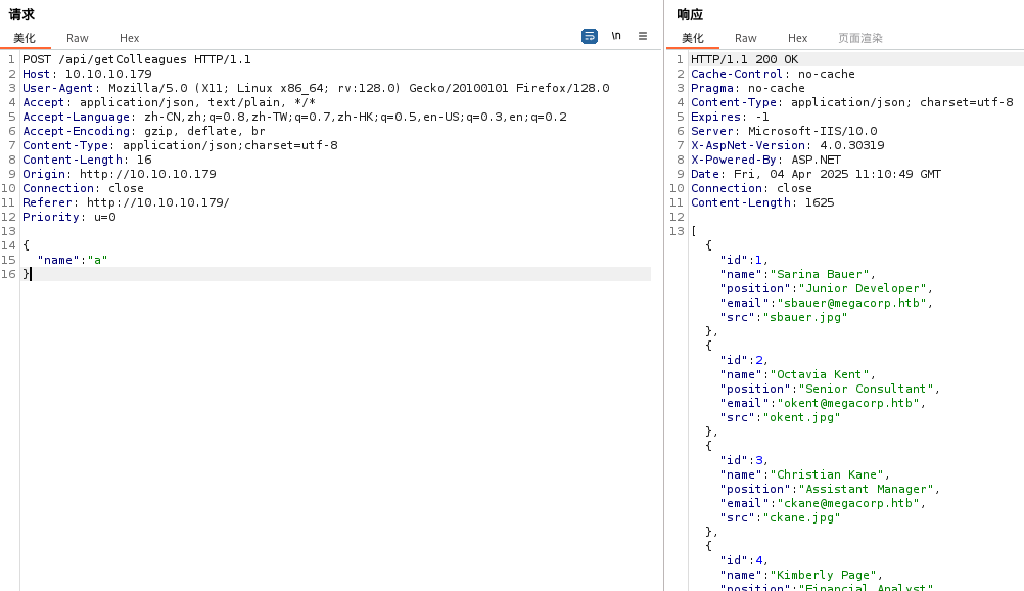 请求
美化 Raw Hex \n
1 POST /api/getColleagues HTTP/1.1
2 Host: 10.10.10.179
3 User-Agent: Mozilla/5.0 (X11; Linux x86_64; rv:128.0) Gecko/20100101 Firefox/128.0
4 Accept: application/json, text/plain, */*
5 Accept-Language: zh-CN,zh;q=0.8,zh-TW;q=0.7,zh-HK;q=0.5,en-US;q=0.3,en;q=0.2
6 Accept-Encoding: gzip, deflate, br
7 Content-Type: application/json;charset=utf-8
8 Content-Length: 16
9 Origin: http://10.10.10.179
10 Connection: close
11 Referer: http://10.10.10.179/
12 Priority: u=0
13
14 {
15 "name":"a"
16 }
响应
美化 Raw Hex 页面渲染
1 HTTP/1.1 200 OK
2 Cache-Control: no-cache
3 Pragma: no-cache
4 Content-Type: application/json; charset=utf-8
5 Expires: -1
6 Server: Microsoft-IIS/10.0
7 X-AspNet-Version: 4.0.30319
8 X-Powered-By: ASP.NET
9 Date: Fri, 04 Apr 2025 11:10:49 GMT
10 Connection: close
11 Content-Length: 1625
12
13 [
{
"id":1,
"name":"Sarina Bauer",
"position":"Junior Developer",
"email":"sbauer@megacorp.htb",
"src":"sbauer.jpg"
},
{
"id":2,
"name":"Octavia Kent",
"position":"Senior Consultant",
"email":"okent@megacorp.htb",
"src":"okent.jpg"
},
{
"id":3,
"name":"Christian Kane",
"position":"Assistant Manager",
"email":"ckane@megacorp.htb",
"src":"ckane.jpg"
},
{
"id":4,
"name":"Kimberly Page",
"position":"Financial Analyst"